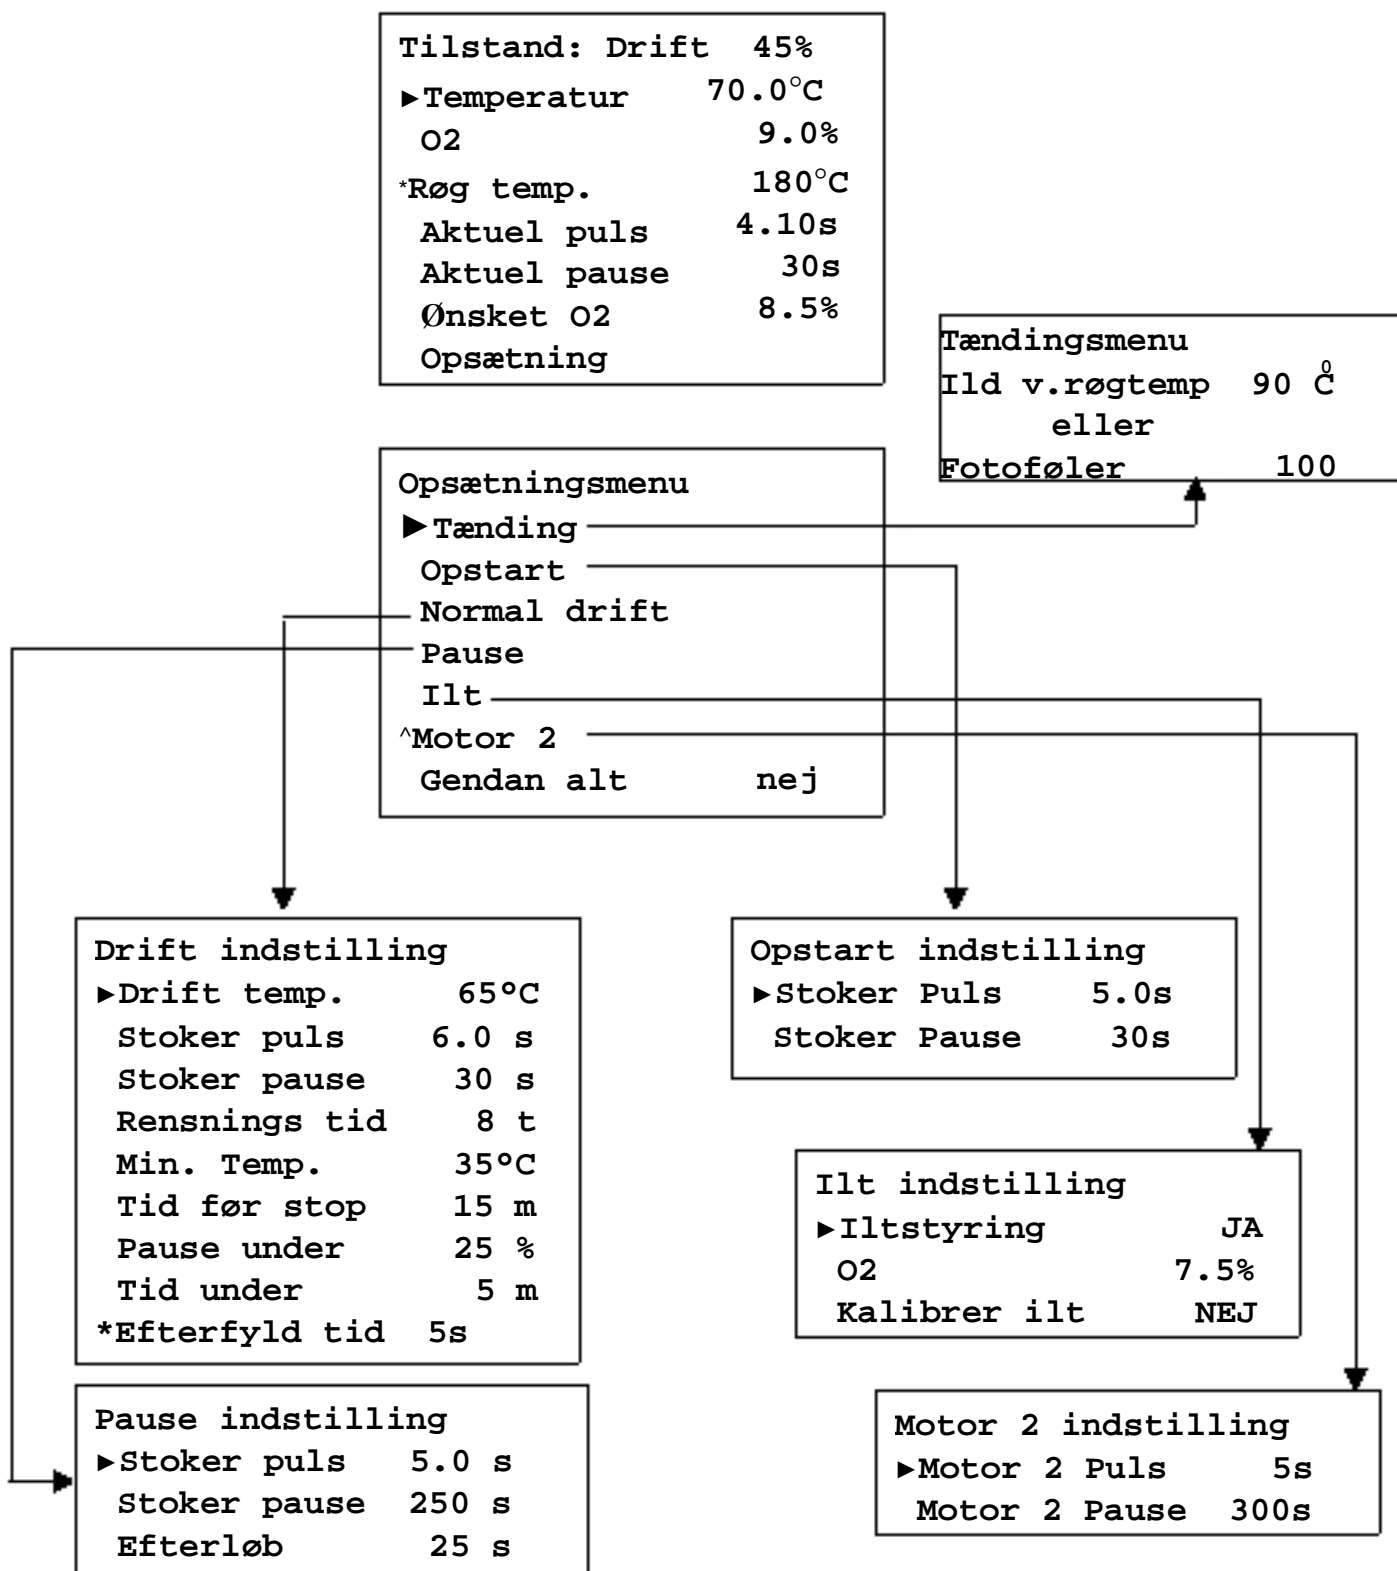 Tilstand: Drift 45%
►Temperatur 70.0°C
O2 9.0%
*Røg temp. 180°C
Aktuel puls 4.10s
Aktuel pause 30s
Ønsket O2 8.5%
Opsætning
Tændingsmenu
Ild v.røgtemp 90 °C
eller
Fotoføler 100
Opsætningsmenu
►Tænding
Opstart
Normal drift
Pause
Ilt
^Motor 2
Gendan alt nej
Drift indstilling
►Drift temp. 65ºC
Stoker puls 6.0 s
Stoker pause 30 s
Rensnings tid 8 t
Min. Temp. 35ºC
Tid før stop 15 m
Pause under 25 %
Tid under 5 m
*Efterfyld tid 5s
Opstart indstilling
►Stoker Puls 5.0s
Stoker Pause 30s
Ilt indstilling
►Iltstyring JA
O2 7.5%
Kalibrer ilt NEJ
Pause indstilling
►Stoker puls 5.0 s
Stoker pause 250 s
Efterløb 25 s
Motor 2 indstilling
►Motor 2 Puls 5s
Motor 2 Pause 300s